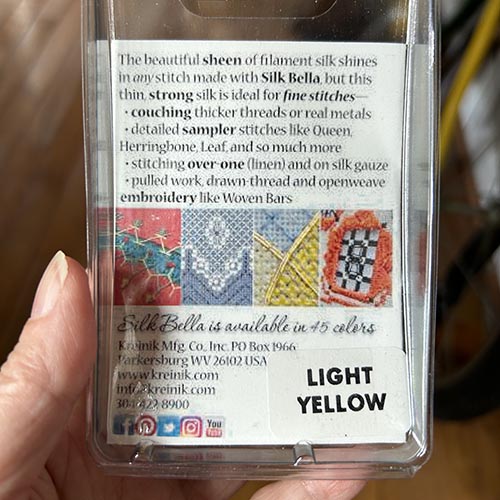 The beautiful sheen of filament silk shines
in any stitch made with Silk Bella, but this
thin, strong silk is ideal for fine stitches—
• couching thicker threads or real metals
• detailed sampler stitches like Queen,
Herringbone, Leaf, and so much more
• stitching over-one (linen) and on silk gauze
• pulled work, drawn-thread and openweave
embroidery like Woven Bars
Silk Bella is available in 45 colors
Kreinik Mfg. Co., Inc. PO Box 1966
Parkersburg WV 26102 USA
www.kreinik.com
info@kreinik.com
304-422-8900
You
Tube
LIGHT
YELLOW